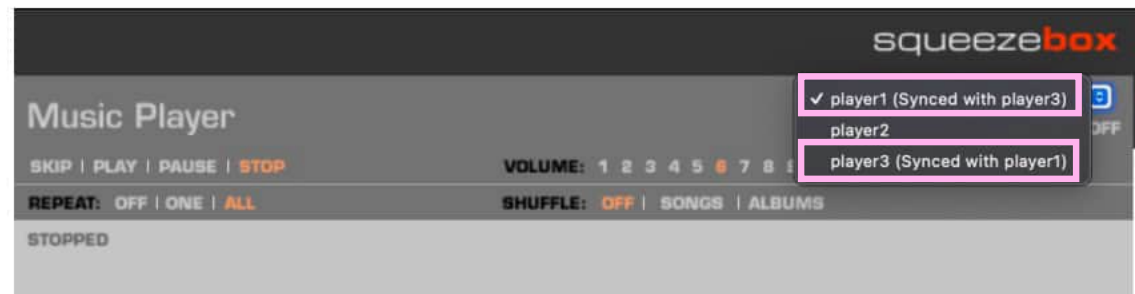 squeezebox
Music Player
✓ player1 (Synced with player3)
player2
player3 (Synced with player1)
OFF
SKIP | PLAY | PAUSE | STOP
VOLUME: 1 2 3 4 5 6 7 8
REPEAT: OFF | ONE | ALL
SHUFFLE: OFF | SONGS | ALBUMS
STOPPED